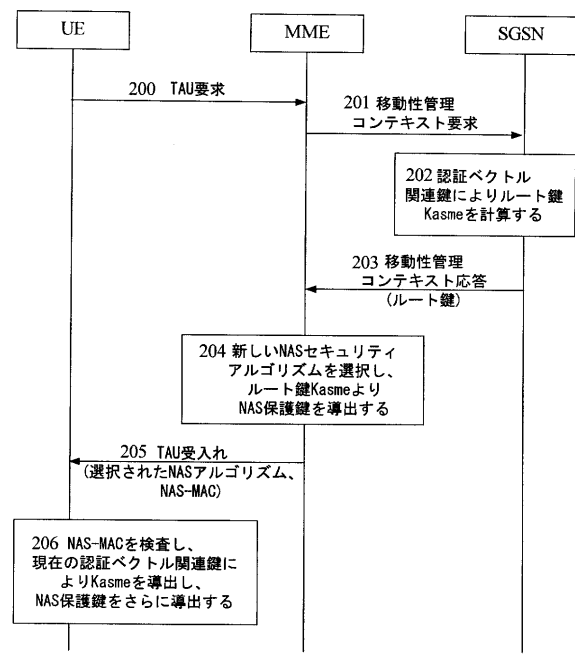 UE
MME
SGSN
200 TAU要求
201 移動性管理
コンテキスト要求
202 認証ベクトル
関連鍵によりルート鍵
Kasmeを計算する
203 移動性管理
コンテキスト応答
(ルート鍵)
204 新しいNASセキュリティ
アルゴリズムを選択し、
ルート鍵Kasmeより
NAS保護鍵を導出する
205 TAU受入れ
(選択されたNASアルゴリズム、
NAS-MAC)
206 NAS-MACを検査し、
現在の認証ベクトル関連鍵に
よりKasmeを導出し、
NAS保護鍵をさらに導出する